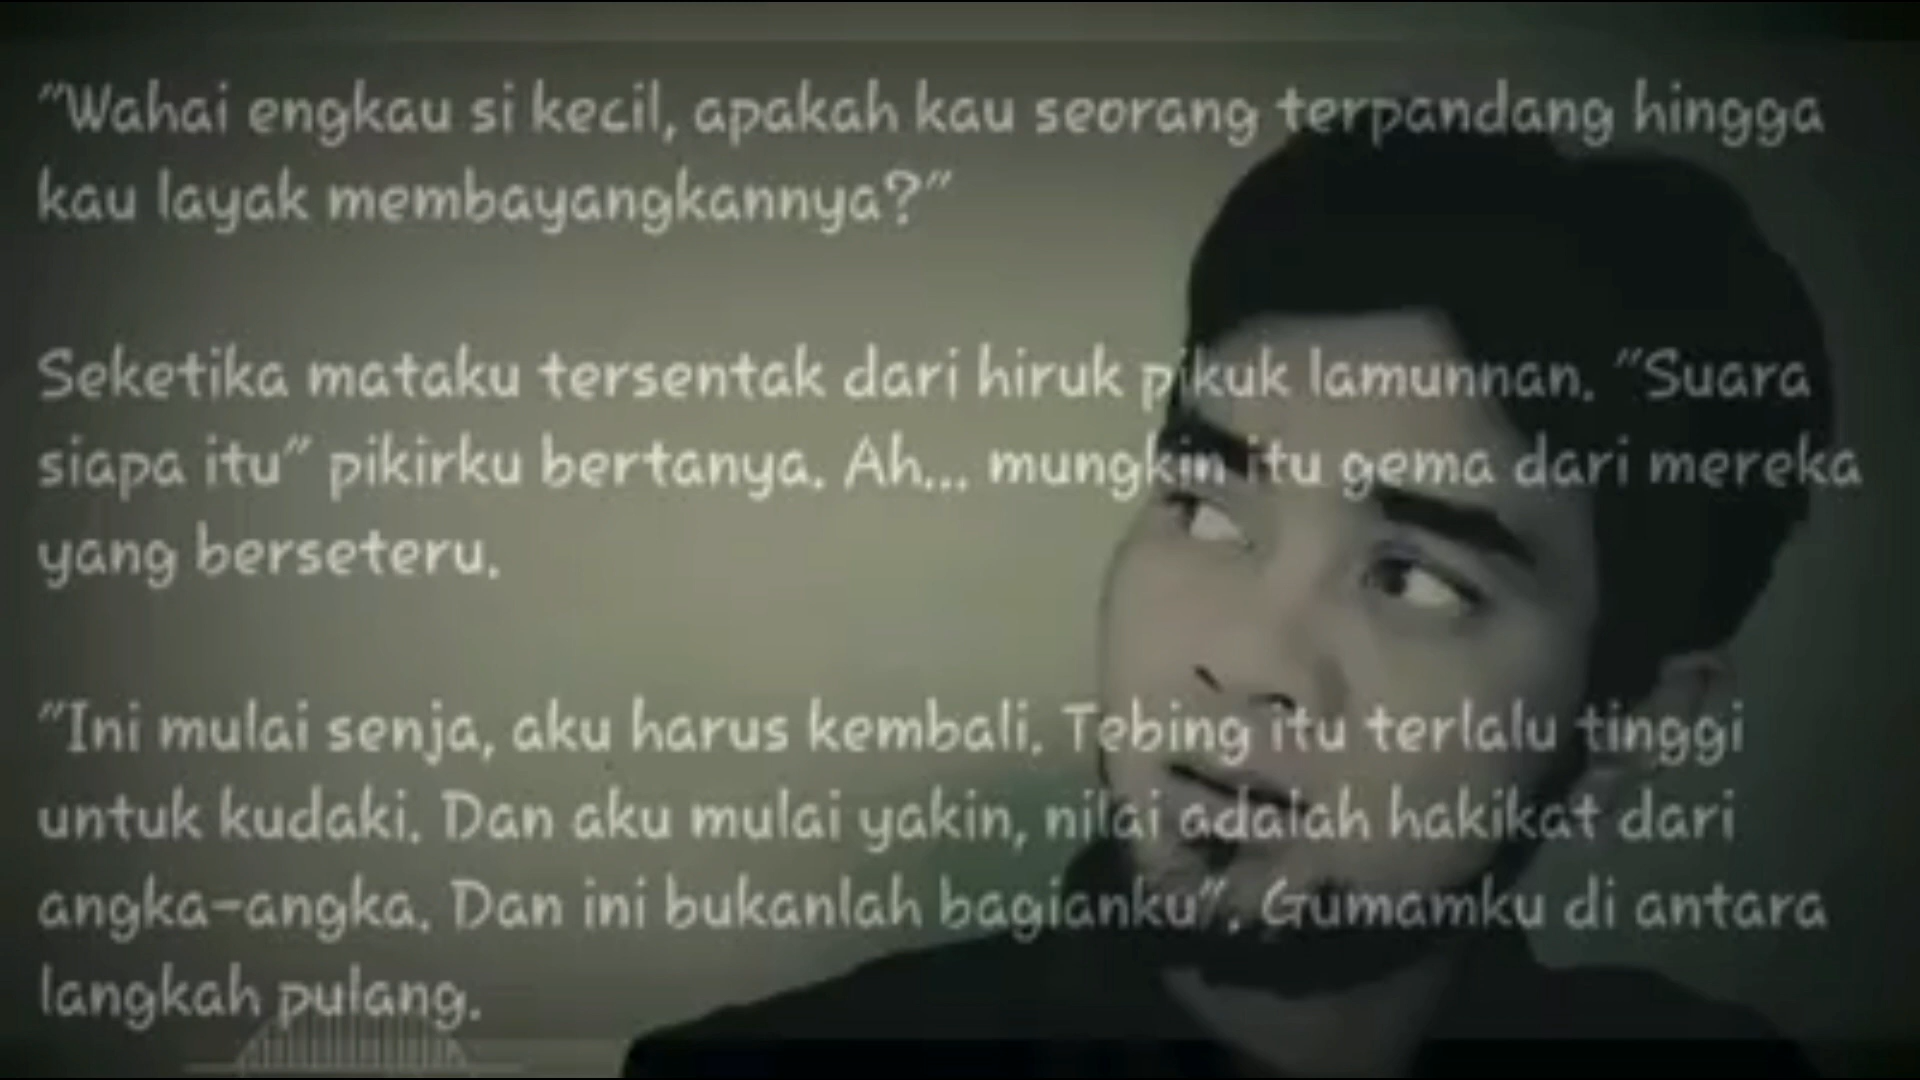 "Wahai engkau si kecil, apakah kau seorang terpandang hingga
kau layak membayangkannya?"
Seketika mataku tersentak dari hiruk pikuk lamunnan. "Suara
siapa itu" pikirku bertanya. Ah... mungkin itu gema dari mereka
yang berseteru.
"Ini mulai senja, aku harus kembali. Tebing itu terlalu tinggi
untuk kudaki. Dan aku mulai yakin, nilai adalah hakikat dari
angka-angka. Dan ini bukanlah bagianku". Gumamku di antara
langkah pulang.